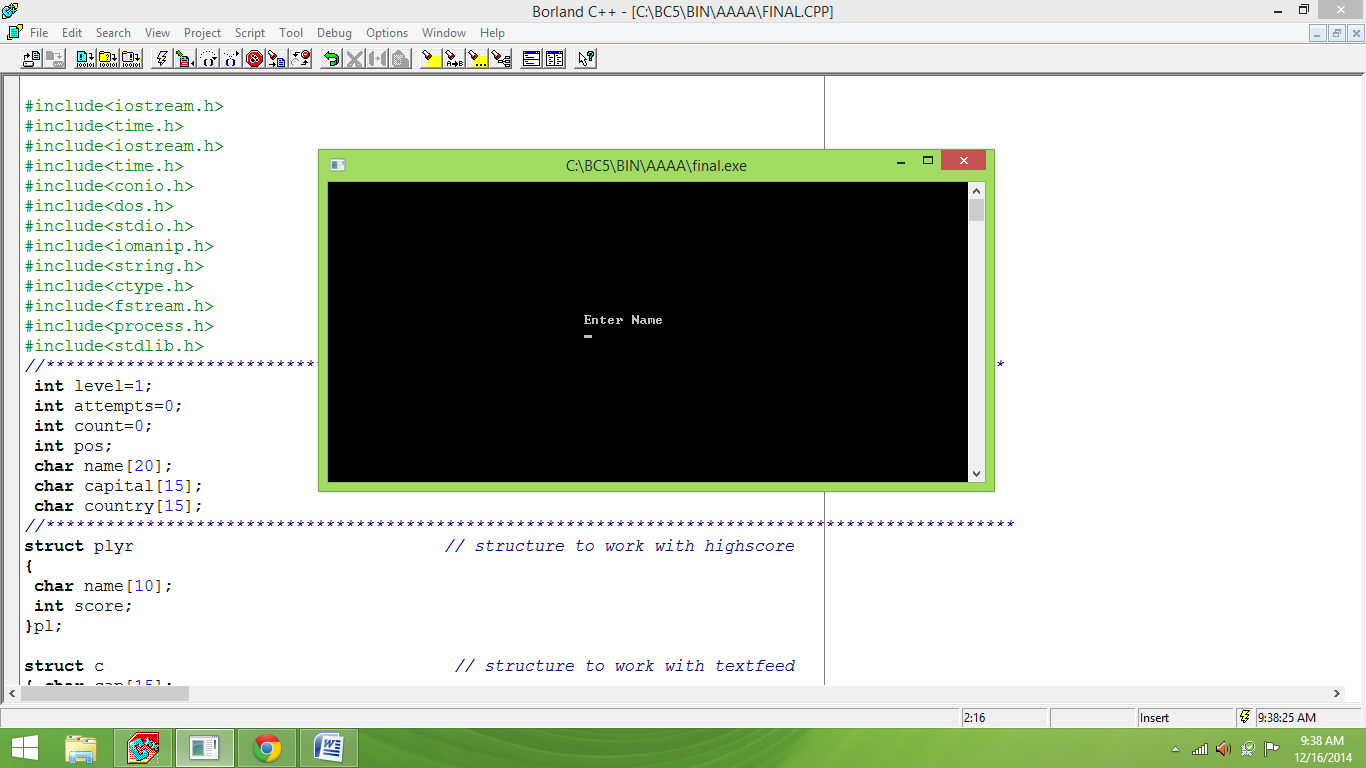 Borland C++ - [C:\BC5\BIN\AAAA\FINAL.CPP]
File Edit Search View Project Script Tool Debug Options Window Help
#include<iostream.h>
#include<time.h>
#include<iostream.h>
#include<time.h>
#include<conio.h>
#include<dos.h>
#include<stdio.h>
#include<iomanip.h>
#include<string.h>
#include<ctype.h>
#include<fstream.h>
#include<process.h>
#include<stdlib.h>
int level=1;
int attempts=0;
int count=0;
int pos;
char name[20];
char capital[15];
char country[15];
struct plyr // structure to work with highscore
{
char name[10];
int score;
}pl;
struct c // structure to work with textfeed
{ char cap[15];
C:\BC5\BIN\AAAA\final.exe
Enter Name
2:16 Insert 9:38:25 AM
9:38 AM
12/16/2014